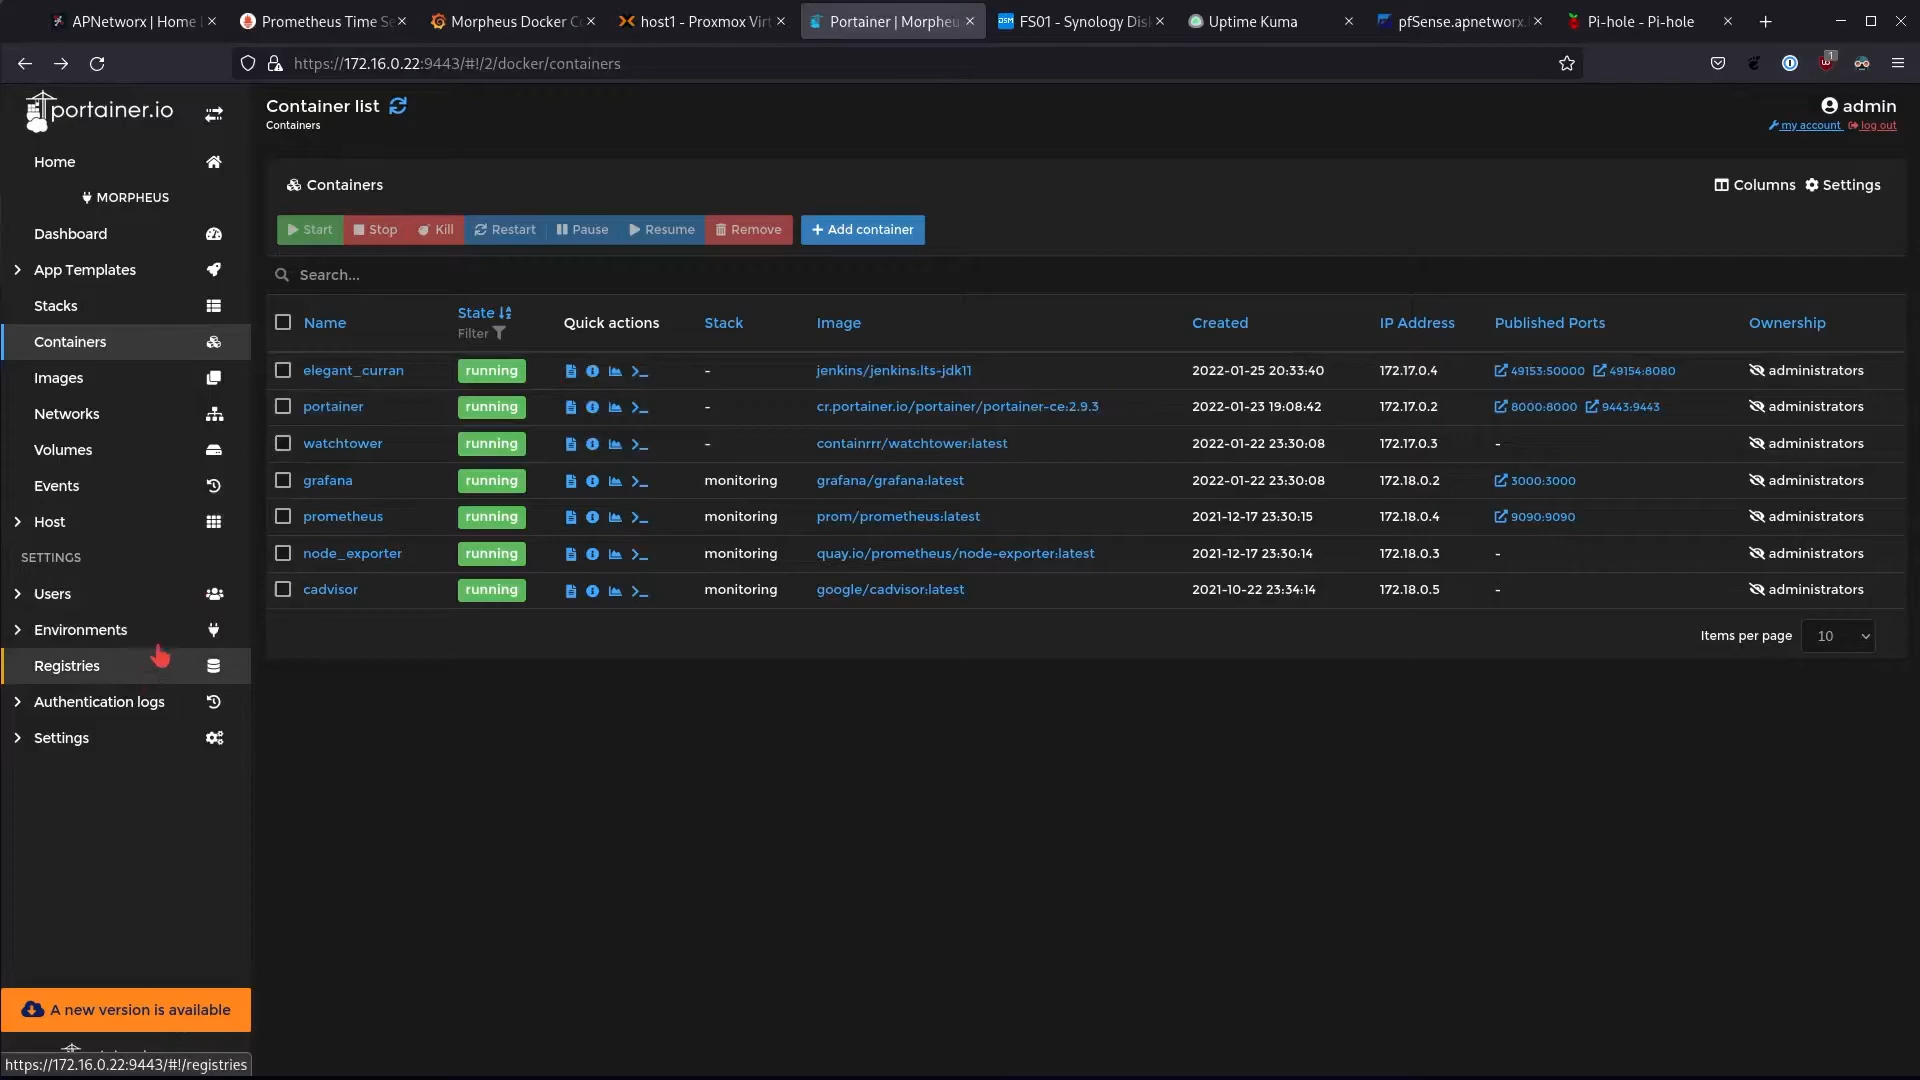 APNetworx | Home
Prometheus Time Se
Morpheus Docker Co
host1 - Proxmox Virt
Portainer | Morpheu
DSM
FS01 - Synology Dis
Uptime Kuma
pfSense.apnetworx.
Pi-hole - Pi-hole
https://172.16.0.22:9443/#!/2/docker/containers
1
portainer.io
Container list
Containers
admin
my account
log out
Home
MORPHEUS
Dashboard
App Templates
Stacks
Containers
Images
Networks
Volumes
Events
Host
SETTINGS
Users
Environments
Registries
Authentication logs
Settings
A new version is available
https://172.16.0.22:9443/#!/registries
Containers
Columns Settings
Start Stop Kill Restart Pause Resume Remove Add container
Search...
Name State Filter Quick actions Stack Image Created IP Address Published Ports Ownership
elegant_curran running - jenkins/jenkins:lts-jdk11 2022-01-25 20:33:40 172.17.0.4 49153:50000 49154:8080 administrators
portainer running - cr.portainer.io/portainer/portainer-ce:2.9.3 2022-01-23 19:08:42 172.17.0.2 8000:8000 9443:9443 administrators
watchtower running - containrrr/watchtower:latest 2022-01-22 23:30:08 172.17.0.3 - administrators
grafana running monitoring grafana/grafana:latest 2022-01-22 23:30:08 172.18.0.2 3000:3000 administrators
prometheus running monitoring prom/prometheus:latest 2021-12-17 23:30:15 172.18.0.4 9090:9090 administrators
node_exporter running monitoring quay.io/prometheus/node-exporter:latest 2021-12-17 23:30:14 172.18.0.3 - administrators
cadvisor running monitoring google/cadvisor:latest 2021-10-22 23:34:14 172.18.0.5 - administrators
Items per page 10